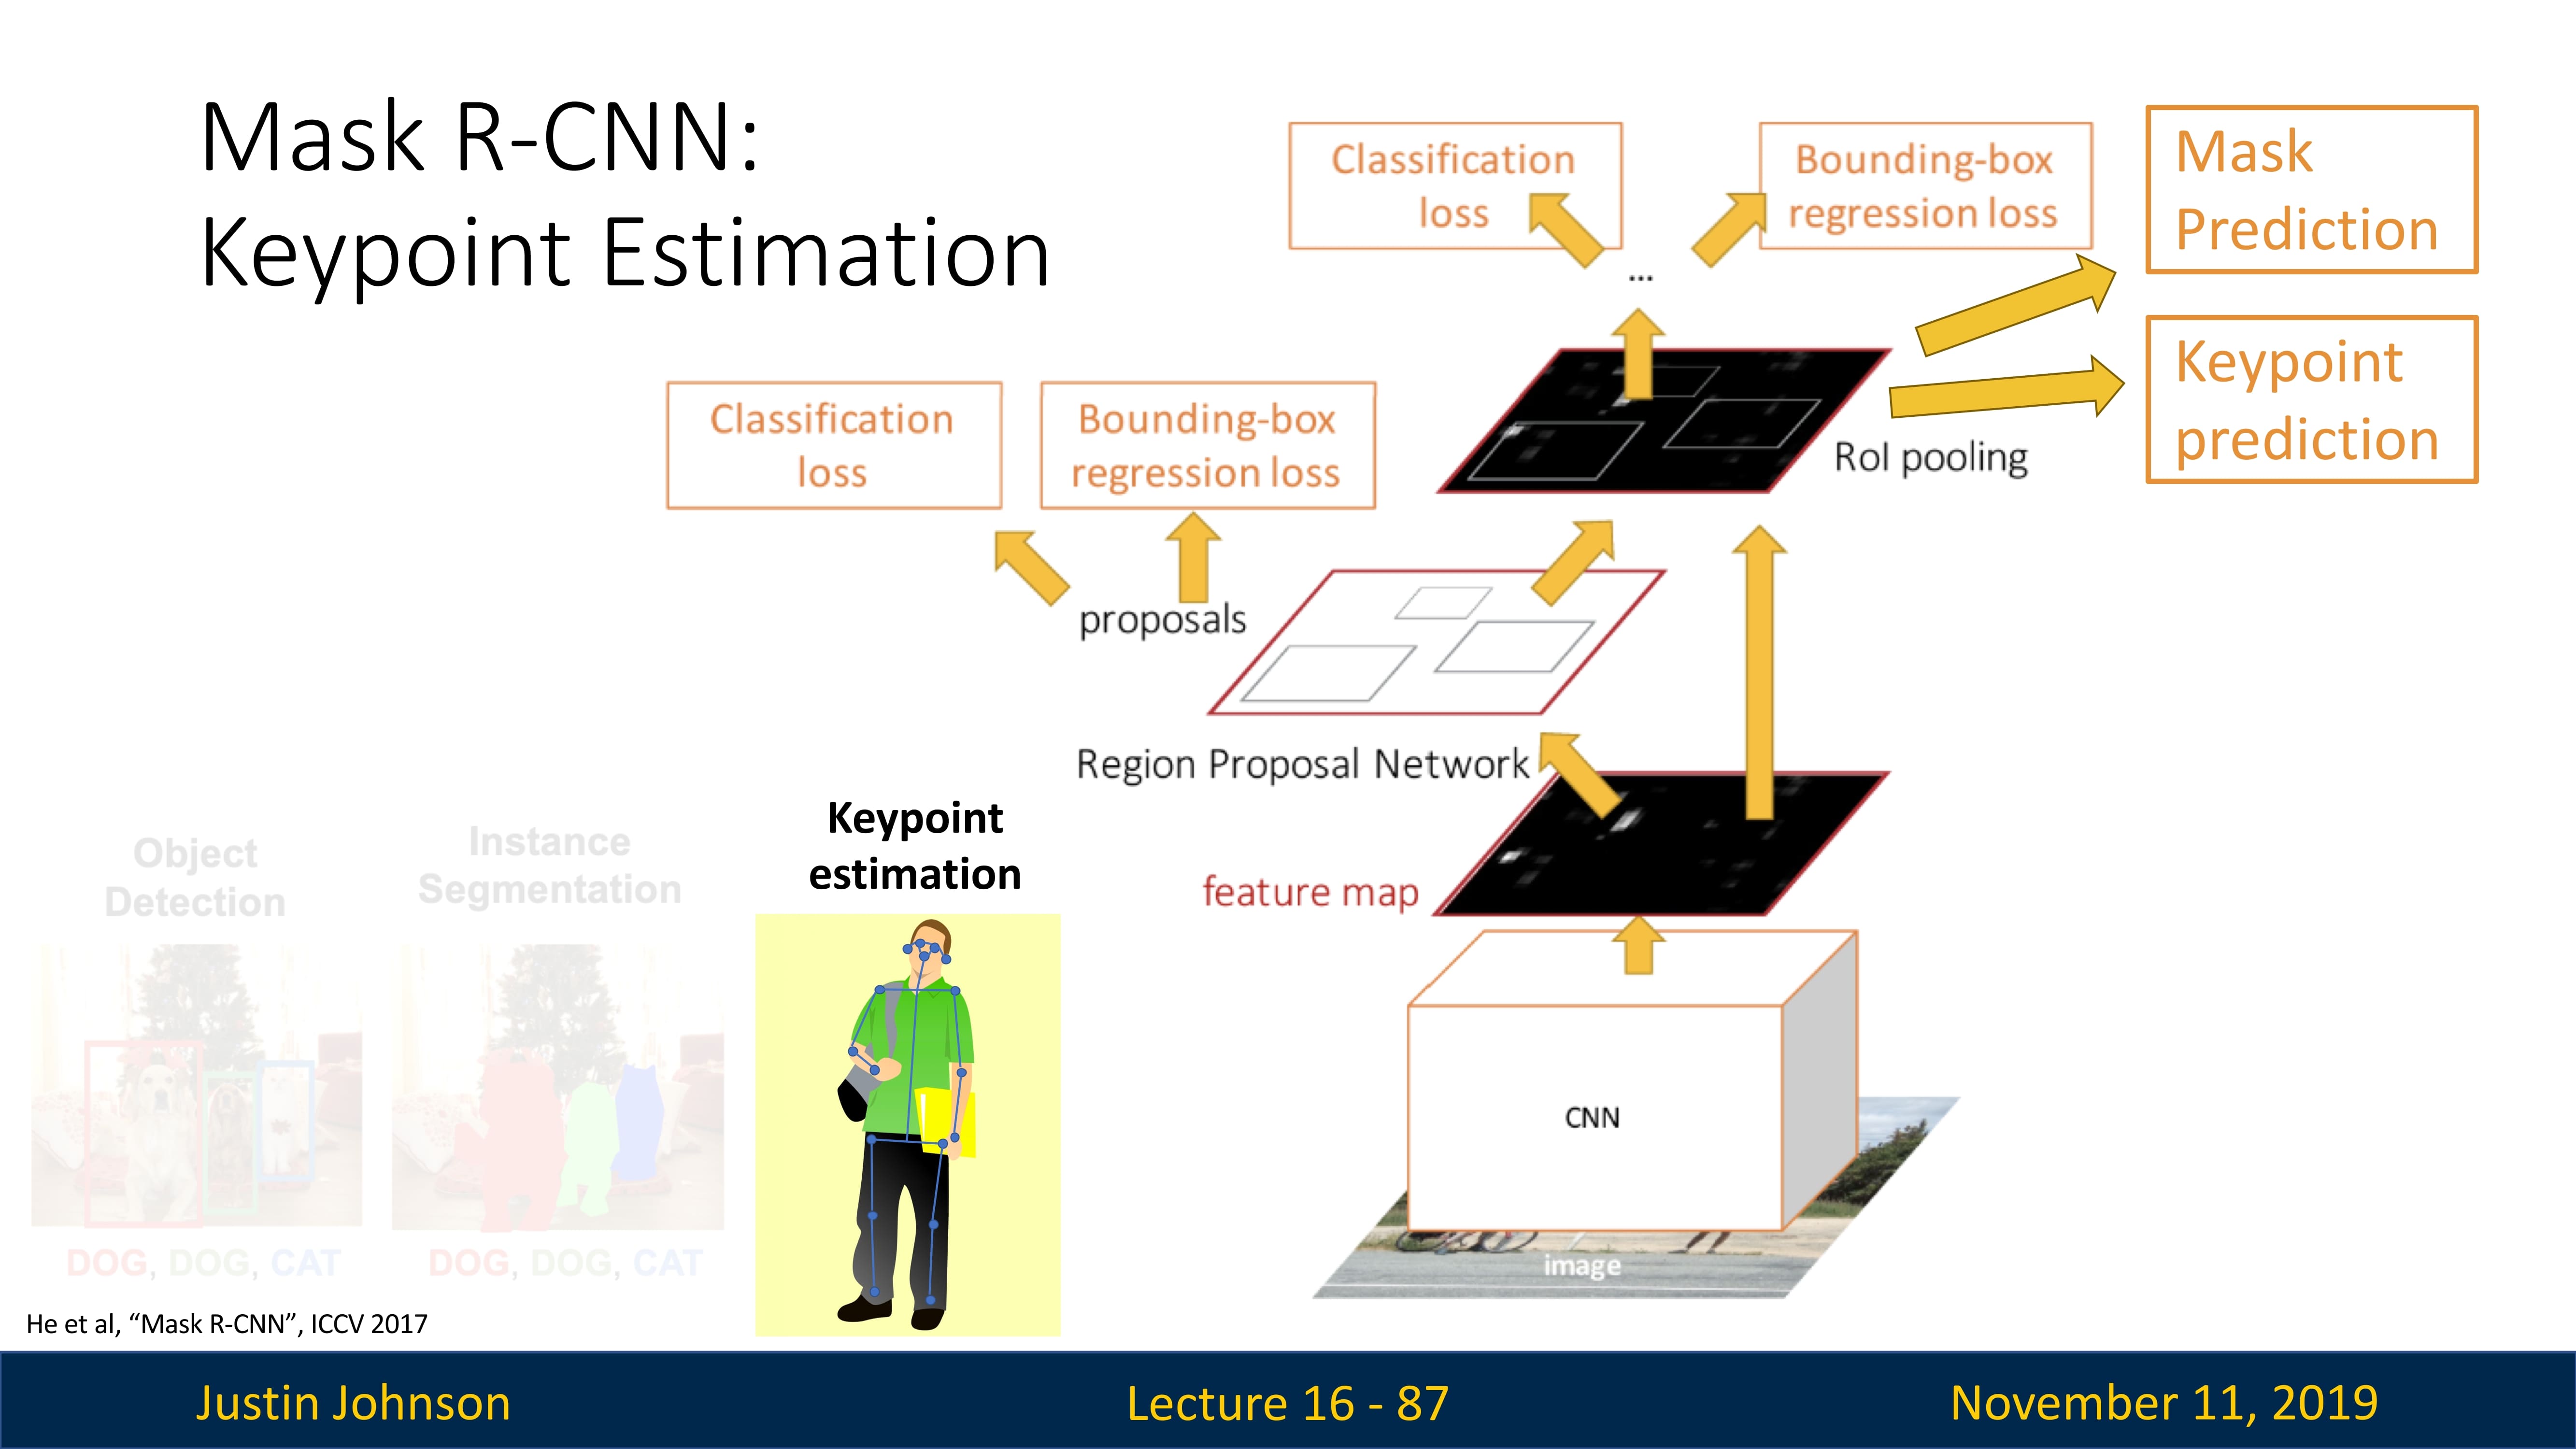 Mask R-CNN:
Keypoint Estimation
Classification
loss
Bounding-box
regression loss
Mask
Prediction
...
Keypoint
prediction
Classification
loss
Bounding-box
regression loss
RoI pooling
proposals
Region Proposal Network
feature map
CNN
image
Object
Detection
Instance
Segmentation
Keypoint
estimation
DOG, DOG, CAT
DOG, DOG, CAT
He et al, “Mask R-CNN”, ICCV 2017
Justin Johnson
Lecture 16 - 87
November 11, 2019